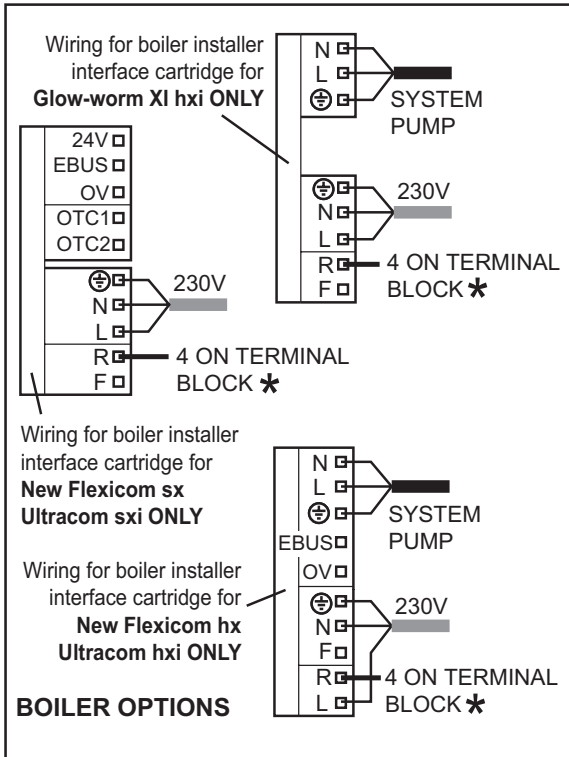 Wiring for boiler installer
interface cartridge for
Glow-worm Xl hxi ONLY
N
L
SYSTEM
PUMP
230V
N
L
R
4 ON TERMINAL
BLOCK *
F
24V
EBUS
OV
OTC1
OTC2
230V
N
L
R
4 ON TERMINAL
BLOCK *
F
Wiring for boiler installer
interface cartridge for
New Flexicom sx
Ultracom sxi ONLY
N
L
SYSTEM
PUMP
EBUS
OV
230V
N
F
R
4 ON TERMINAL
BLOCK *
L
Wiring for boiler installer
interface cartridge for
New Flexicom hx
Ultracom hxi ONLY
BOILER OPTIONS